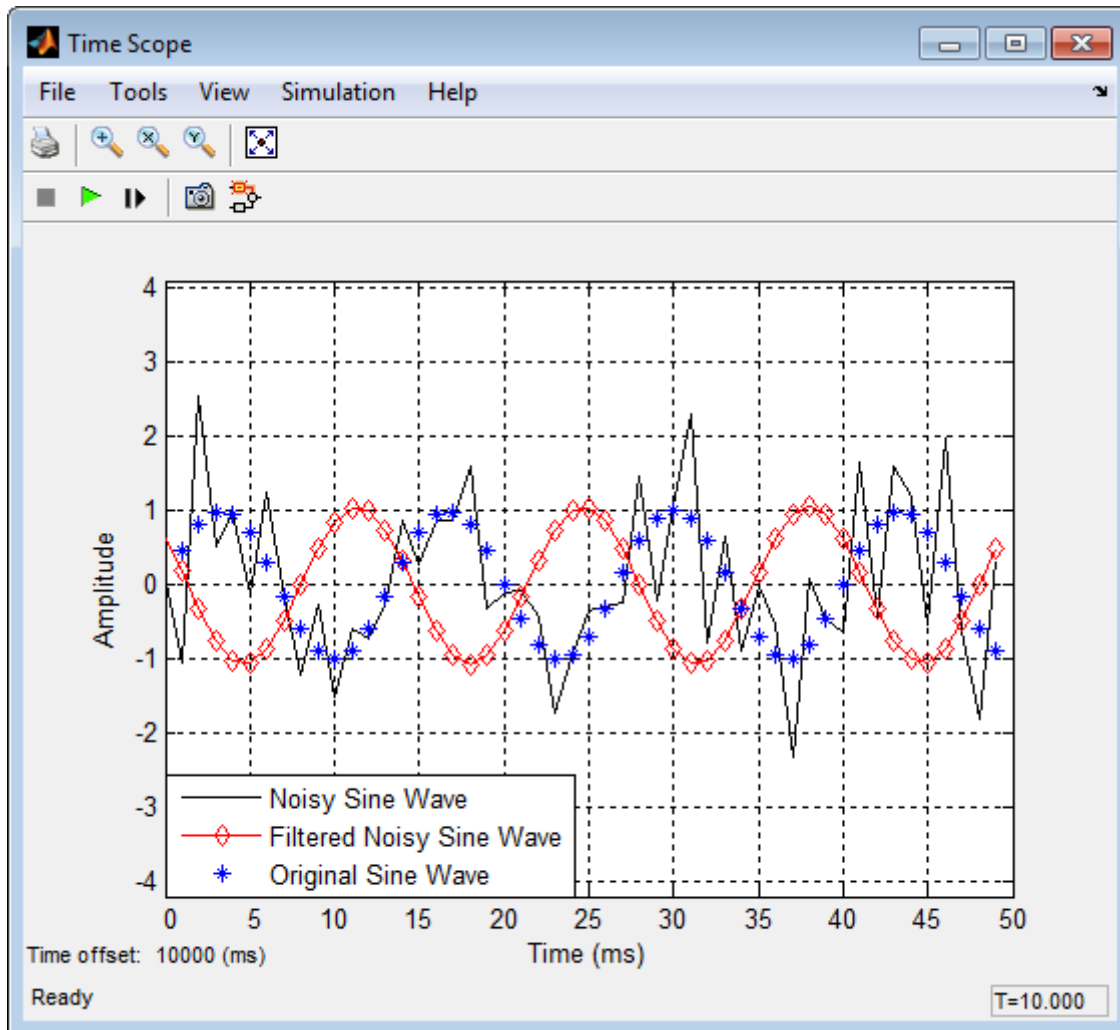 Time Scope
File Tools View Simulation Help
4
3
2
1
0
-1
-2
-3
-4
Amplitude
Noisy Sine Wave
Filtered Noisy Sine Wave
Original Sine Wave
0 5 10 15 20 25 30 35 40 45 50
Time offset: 10000 (ms)
Time (ms)
Ready
T=10.000